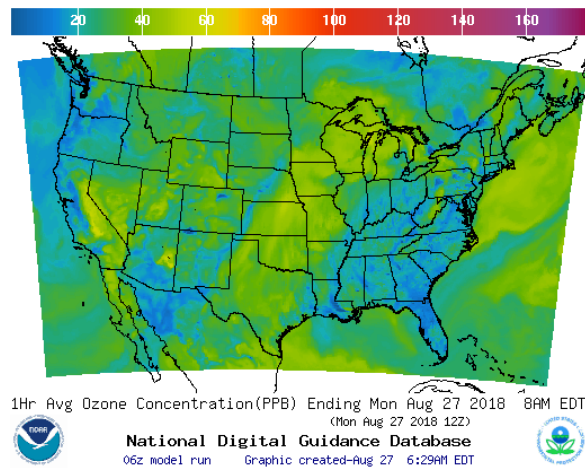 20 40 60 80 100 120 140 160
1Hr Avg Ozone Concentration(PPB) Ending Mon Aug 27 2018 8AM EDT
(Mon Aug 27 2018 12Z)
National Digital Guidance Database
06z model run Graphic created-Aug 27 6:29AM EDT
NOAA